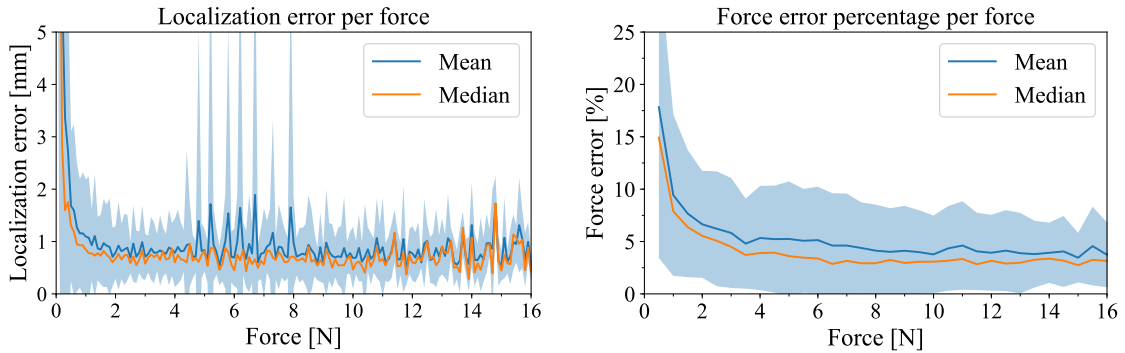 Localization error per force
Localization error [mm]
5
4
3
2
1
0
Mean
Median
0 2 4 6 8 10 12 14 16
Force [N]
Force error percentage per force
Force error [%]
25
20
15
10
5
0
Mean
Median
0 2 4 6 8 10 12 14 16
Force [N]